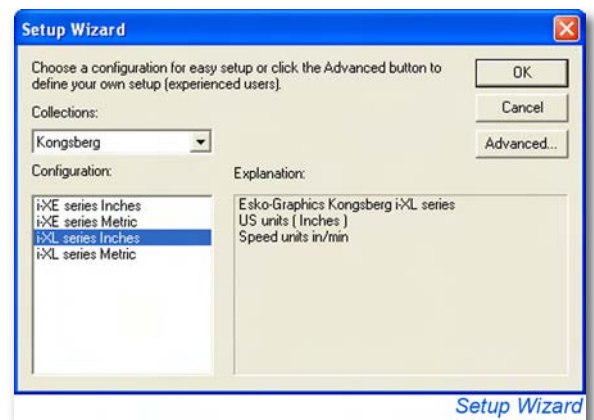 Setup Wizard
Choose a configuration for easy setup or click the Advanced button to
define your own setup (experienced users).
OK
Cancel
Advanced...
Collections:
Kongsberg
Configuration:
i-XE series Inches
i-XE series Metric
i-XL series Inches
i-XL series Metric
Explanation:
Esko-Graphics Kongsberg i-XL series
US units ( Inches )
Speed units in/min
Setup Wizard